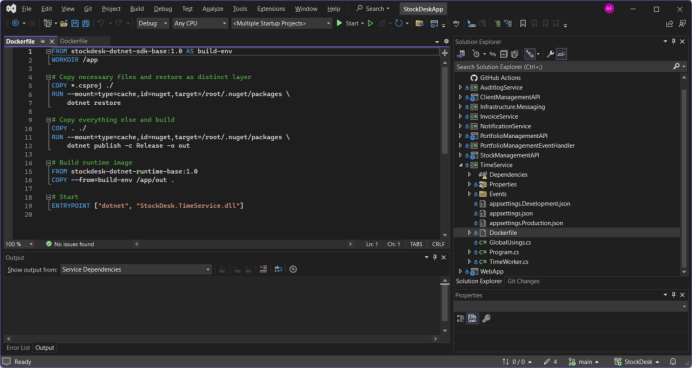 File Edit View Git Project Build Debug Test Analyze Tools Extensions Window Help Search StockDeskApp AF
Debug Any CPU <Multiple Startup Projects> Start
Dockerfile Dockerfile
1 FROM stockdesk-dotnet-sdk-base:1.0 AS build-env
2 WORKDIR /app
3
4 # Copy necessary files and restore as distinct layer
5 COPY *.csproj ./
6 RUN --mount=type=cache,id=nuget,target=/root/.nuget/packages \
7 dotnet restore
8
9 # Copy everything else and build
10 COPY . ./
11 RUN --mount=type=cache,id=nuget,target=/root/.nuget/packages \
12 dotnet publish -c Release -o out
13
14 # Build runtime image
15 FROM stockdesk-dotnet-runtime-base:1.0
16 COPY --from=build-env /app/out .
17
18 # Start
19 ENTRYPOINT ["dotnet", "StockDesk.TimeService.dll"]
20
100 % No issues found Ln: 1 Ch: 1 TABS CRLF
Output
Show output from: Service Dependencies
Error List Output
Solution Explorer
Search Solution Explorer (Ctrl+;)
GitHub Actions
AuditlogService
ClientManagementAPI
Infrastructure.Messaging
InvoiceService
NotificationService
PortfolioManagementAPI
PortfolioManagementEventHandler
StockManagementAPI
TimeService
Dependencies
Properties
Events
appsettings.Development.json
appsettings.json
appsettings.Production.json
Dockerfile
GlobalUsings.cs
Program.cs
TimeWorker.cs
WebApp
Solution Explorer Git Changes
Properties
Ready 0 / 0 4 main StockDesk